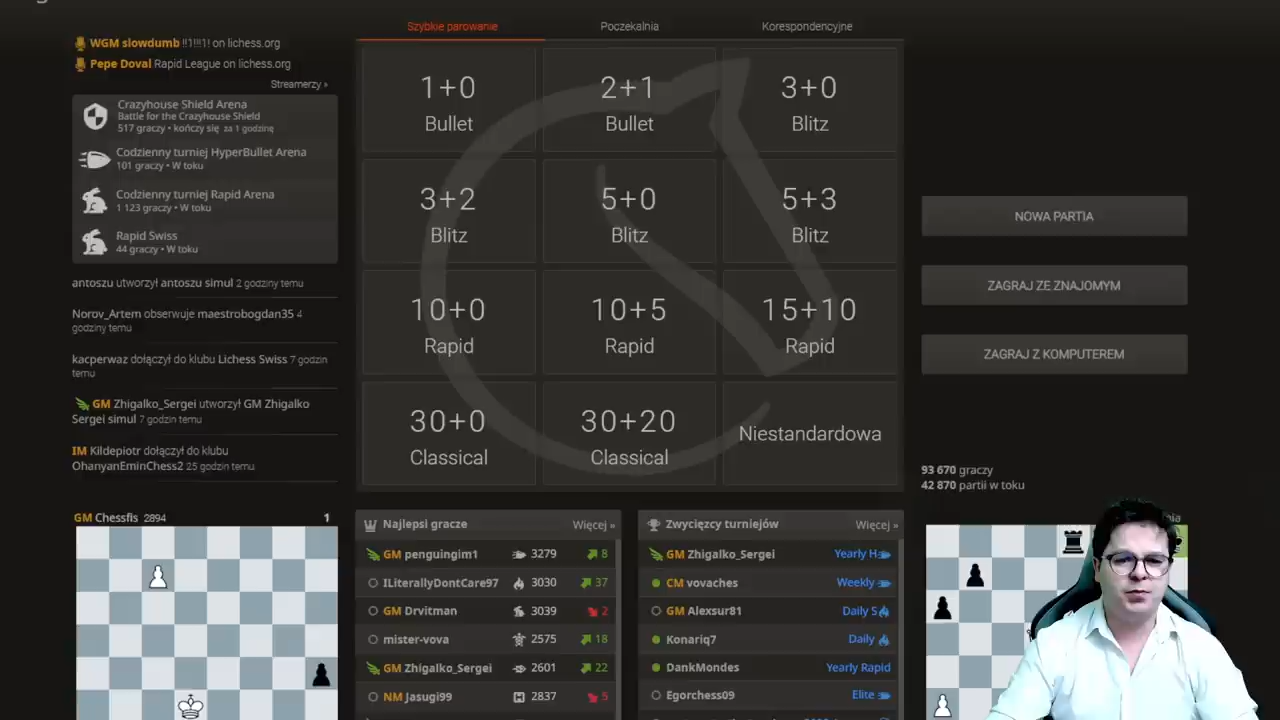 Szybkie parowanie
Poczekalnia
Korespondencyjne
WGM slowdumb !!1!!!1! on lichess.org
Pepe Doval Rapid League on lichess.org
Streamerzy »
Crazyhouse Shield Arena
Battle for the Crazyhouse Shield
517 graczy • kończy się za 1 godzinę
Codzienny turniej HyperBullet Arena
101 graczy • W toku
Codzienny turniej Rapid Arena
1 123 graczy • W toku
Rapid Swiss
44 graczy • W toku
antoszu utworzył antoszu simul 2 godziny temu
Norov_Artem obserwuje maestrobogdan35 4
godziny temu
kacperwaz dołączył do klubu Lichess Swiss 7 godzin
temu
GM Zhigalko_Sergei utworzył GM Zhigalko
Sergei simul 7 godzin temu
IM Kildepiotr dołączył do klubu
OhanyanEminChess2 25 godzin temu
1+0
Bullet
2+1
Bullet
3+0
Blitz
3+2
Blitz
5+0
Blitz
5+3
Blitz
10+0
Rapid
10+5
Rapid
15+10
Rapid
30+0
Classical
30+20
Classical
Niestandardowa
NOWA PARTIA
ZAGRAJ ZE ZNAJOMYM
ZAGRAJ Z KOMPUTEREM
93 670 graczy
42 870 partii w toku
GM Chessfis 2894 1
Najlepsi gracze Więcej »
GM penguingim1 3279 8
ILiterallyDontCare97 3030 37
GM Drvitman 3039 2
mister-vova 2575 18
GM Zhigalko_Sergei 2601 22
NM Jasugi99 2837 5
Zwycięzcy turniejów Więcej »
GM Zhigalko_Sergei Yearly H
CM vovaches Weekly
GM Alexsur81 Daily S
Konariq7 Daily
DankMondes Yearly Rapid
Egorchess09 Elite